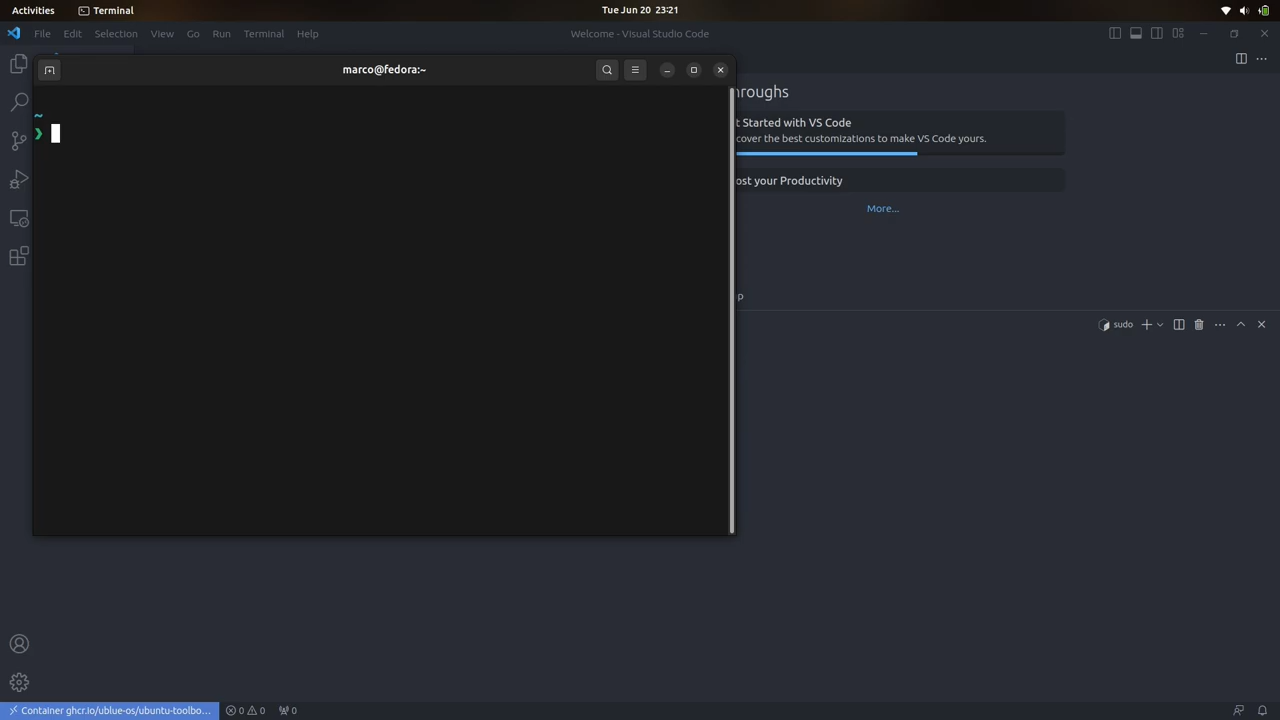 Activities
Terminal
Tue Jun 20 23:21
File Edit Selection View Go Run Terminal Help
Welcome - Visual Studio Code
marco@fedora:~
~
❯
hroughs
t Started with VS Code
cover the best customizations to make VS Code yours.
ost your Productivity
More...
p
sudo
Container ghcr.io/ublue-os/ubuntu-toolbo...
0
0
0